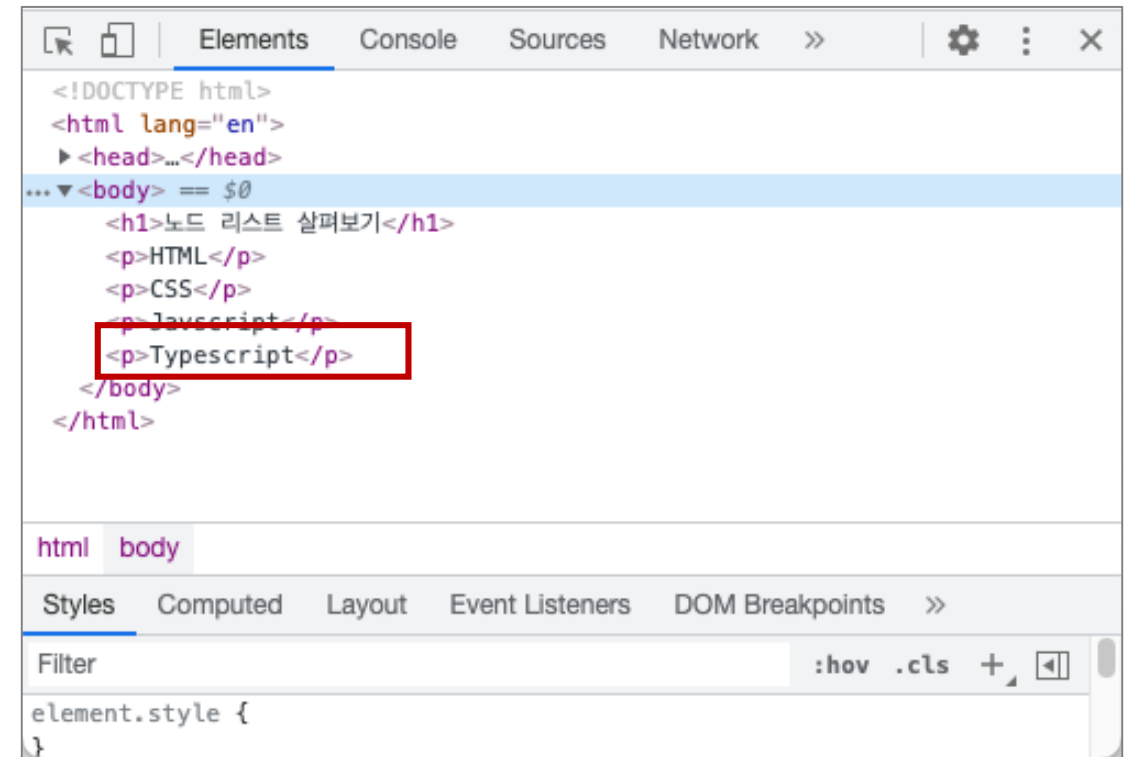 Elements Console Sources Network »
<!DOCTYPE html>
<html lang="en">
▶<head>…</head>
… ▼<body> == $0
<h1>노드 리스트 살펴보기</h1>
<p>HTML</p>
<p>CSS</p>
<p>Javscript</p>
<p>Typescript</p>
</body>
</html>
html body
Styles Computed Layout Event Listeners DOM Breakpoints »
Filter :hov .cls +
element.style {
}